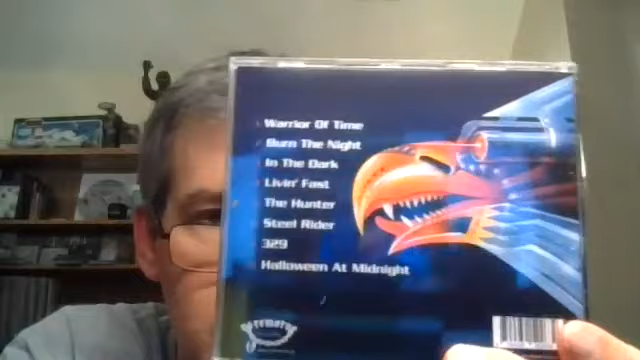 Warrior Of Time
Burn The Night
In The Dark
Livin' Fast
The Hunter
Steel Rider
329
Halloween At Midnight